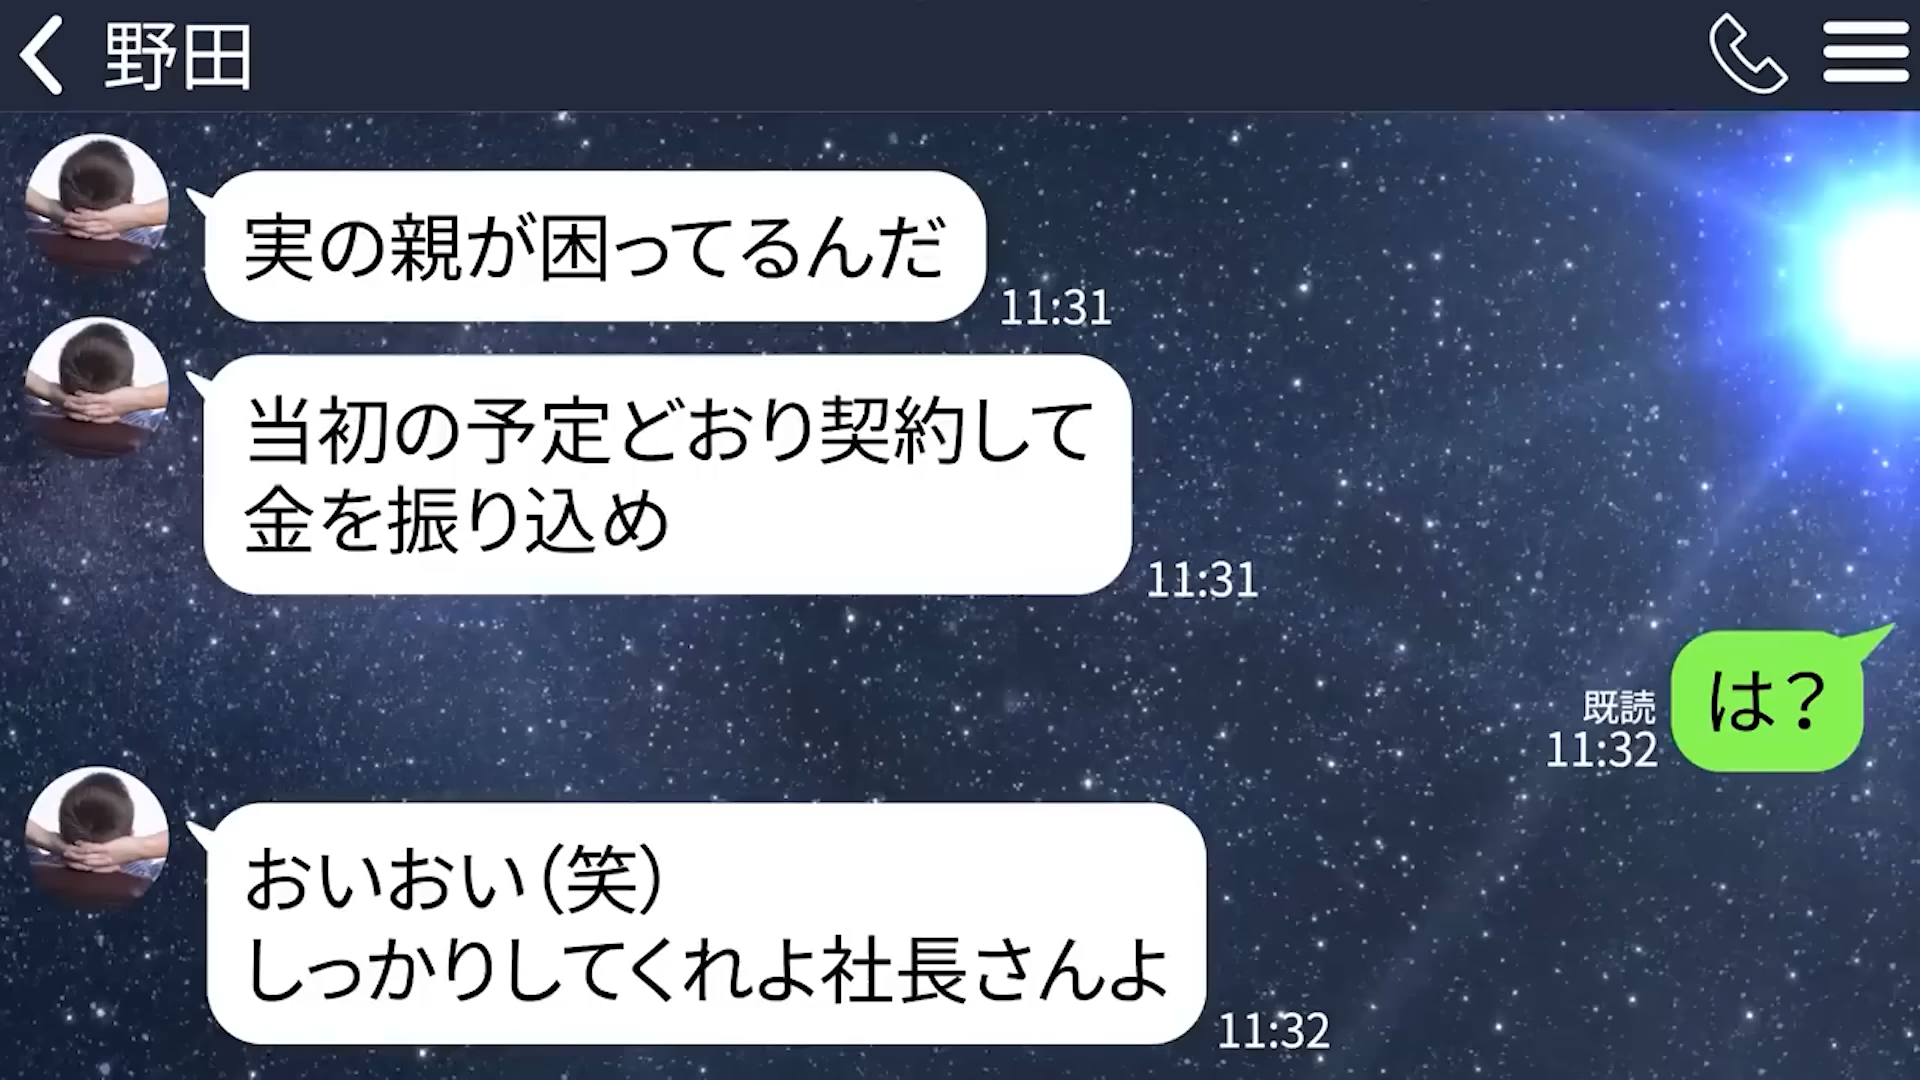 野田
実の親が困ってるんだ
11:31
当初の予定どおり契約して
金を振り込め
11:31
は？
既読
11:32
おいおい（笑）
しっかりしてくれよ社長さんよ
11:32